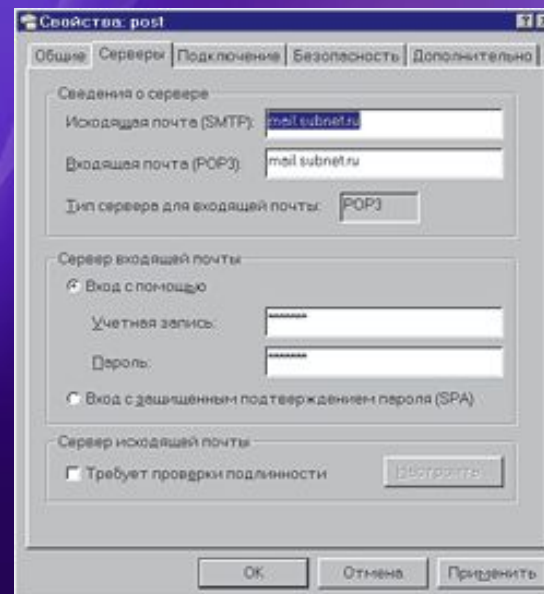 Свойства: post
Общие Серверы Подключение Безопасность Дополнительно
Сведения о сервере
Исходящая почта (SMTP): mail.subnet.ru
Входящая почта (POP3): mail.subnet.ru
Тип сервера для входящей почты: POP3
Сервер входящей почты
Вход с помощью
Учетная запись: *******
Пароль: *******
Вход с защищенным подтверждением пароля (SPA)
Сервер исходящей почты
Требует проверки подлинности Настроить...
OK Отмена Применить